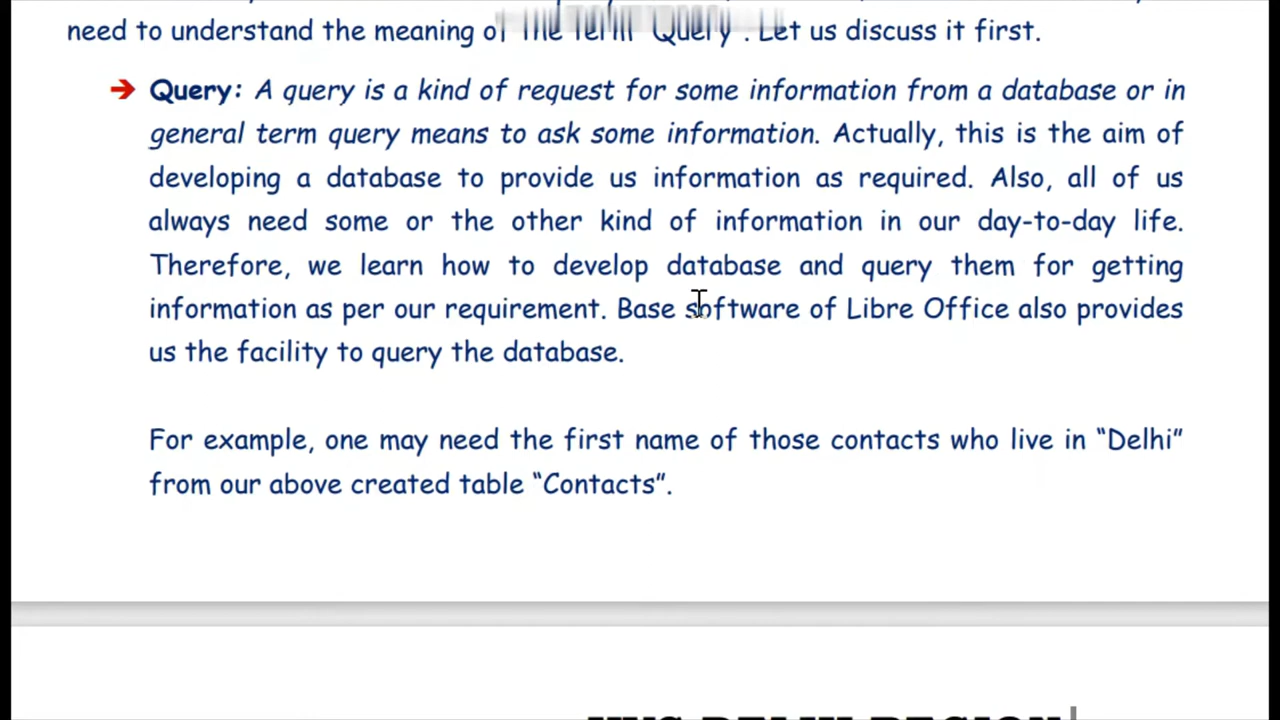 need to understand the meaning of the term "Query". Let us discuss it first.
➔ Query: A query is a kind of request for some information from a database or in
general term query means to ask some information. Actually, this is the aim of
developing a database to provide us information as required. Also, all of us
always need some or the other kind of information in our day-to-day life.
Therefore, we learn how to develop database and query them for getting
information as per our requirement. Base software of Libre Office also provides
us the facility to query the database.
For example, one may need the first name of those contacts who live in “Delhi”
from our above created table “Contacts”.
DELHI REGION